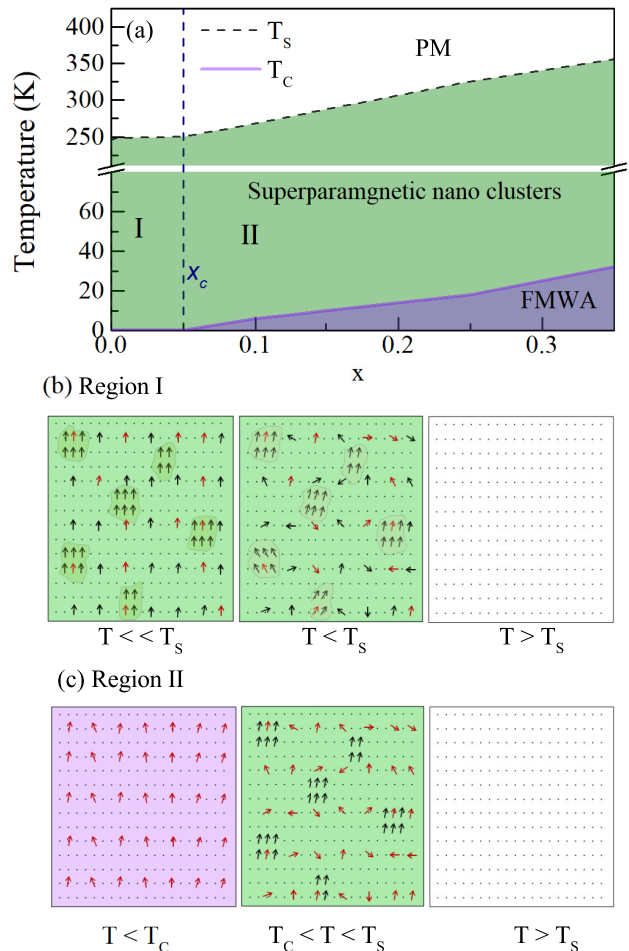 (a)
T_S
T_C
PM
Temperature (K)
400
350
300
250
60
40
20
0
Superparamgnetic nano clusters
I
II
x_c
FMWA
0.0 0.1 0.2 0.3
x
(b) Region I
T < < T_S T < T_S T > T_S
(c) Region II
T < T_C T_C < T < T_S T > T_S